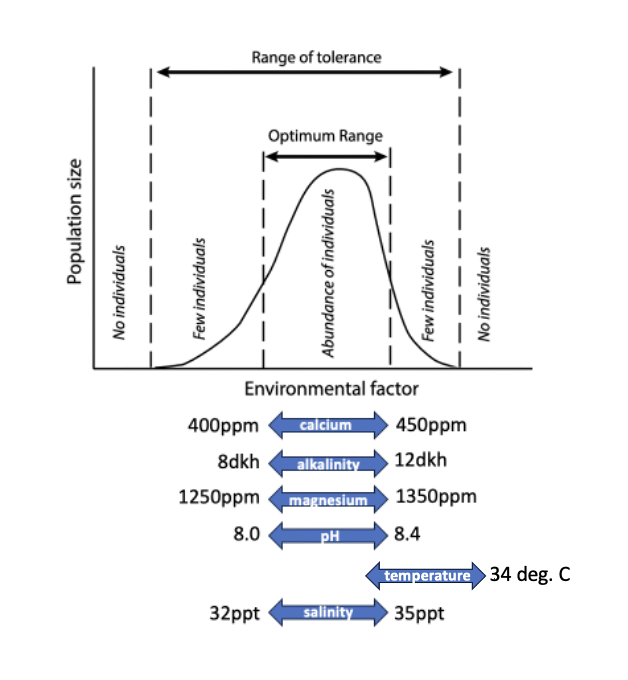 Range of tolerance
Optimum Range
Population size
No individuals
Few individuals
Abundance of individuals
Few individuals
No individuals
Environmental factor
400ppm calcium 450ppm
8dkh alkalinity 12dkh
1250ppm magnesium 1350ppm
8.0 pH 8.4
temperature 34 deg. C
32ppt salinity 35ppt